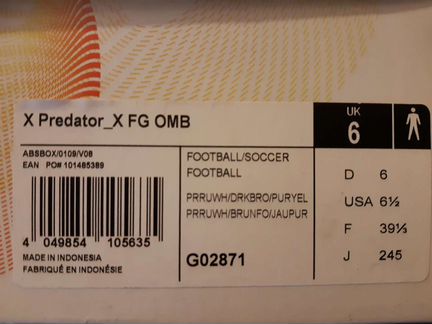 X Predator_X FG OMB
ABSBOX/0109/V08
EAN PO# 101485389
4 049854 105635
MADE IN INDONESIA
FABRIQUÉ EN INDONÉSIE
FOOTBALL/SOCCER
FOOTBALL
PRRUWH/DRKBRO/PURYEL
PRRUWH/BRUNFO/JAUPUR
G02871
UK
6
D 6
USA 6½
F 39⅓
J 245